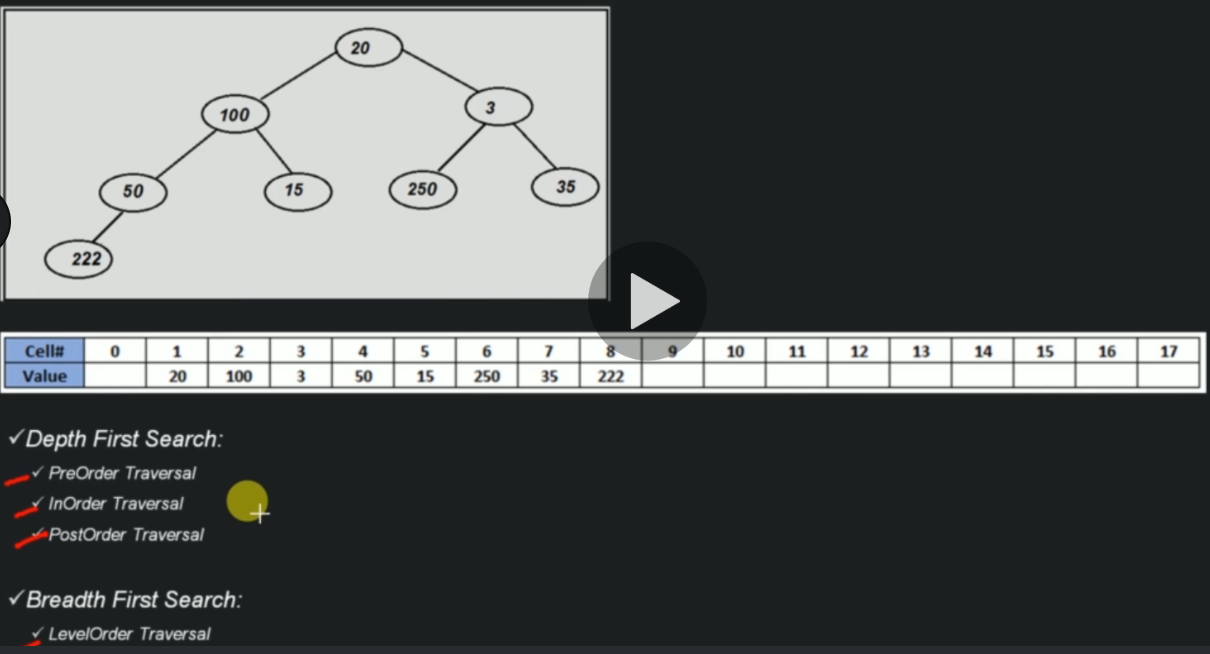 20
100
3
50
15
250
35
222
Cell# 0 1 2 3 4 5 6 7 8 9 10 11 12 13 14 15 16 17
Value 20 100 3 50 15 250 35 222
✓Depth First Search:
✓ PreOrder Traversal
✓ InOrder Traversal
✓PostOrder Traversal
✓Breadth First Search:
✓ LevelOrder Traversal